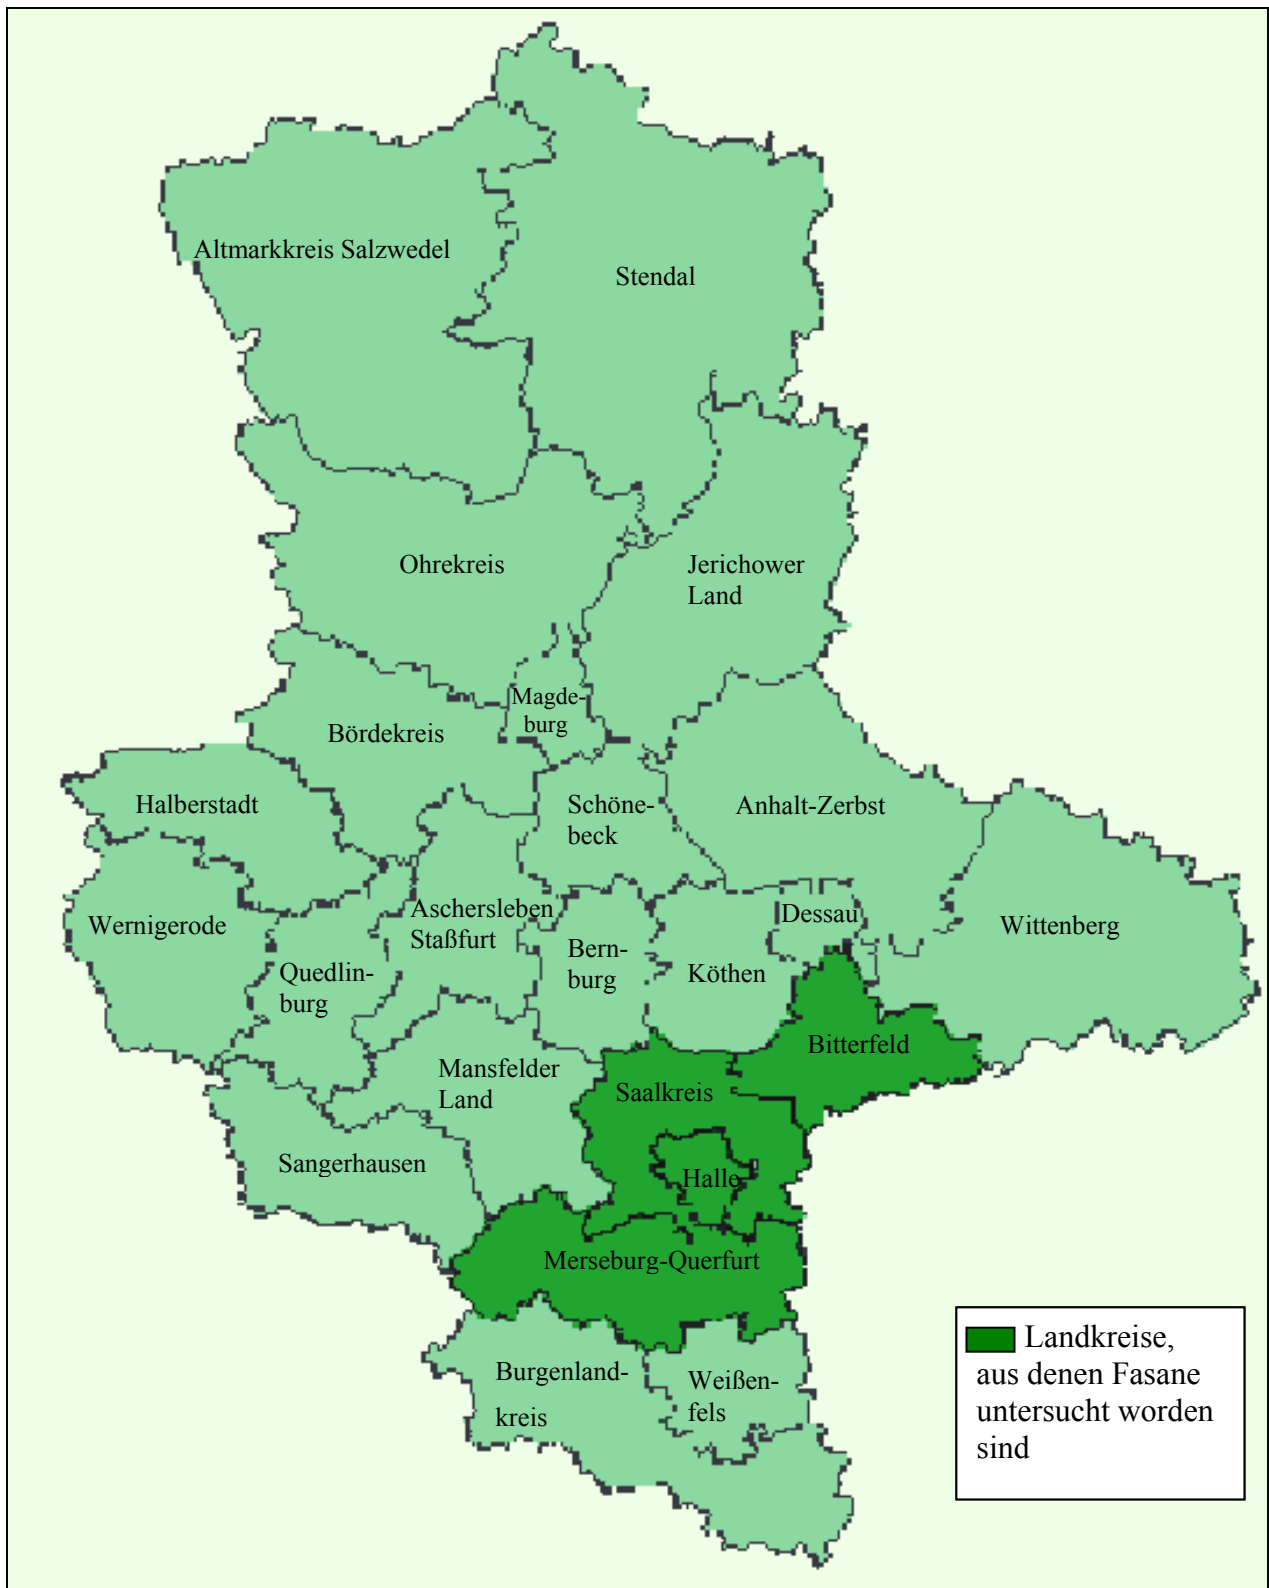 Altmarkkreis Salzwedel
Stendal
Ohrekreis
Jerichower
Land
Magde-
burg
Bördekreis
Halberstadt
Schöne-
beck
Anhalt-Zerbst
Wernigerode
Aschersleben
Staßfurt
Dessau
Wittenberg
Quedlin-
burg
Bern-
burg
Köthen
Bitterfeld
Mansfelder
Land
Saalkreis
Sangerhausen
Halle
Merseburg-Querfurt
Burgenland-
kreis
Weißen-
fels
Landkreise,
aus denen Fasane
untersucht worden
sind